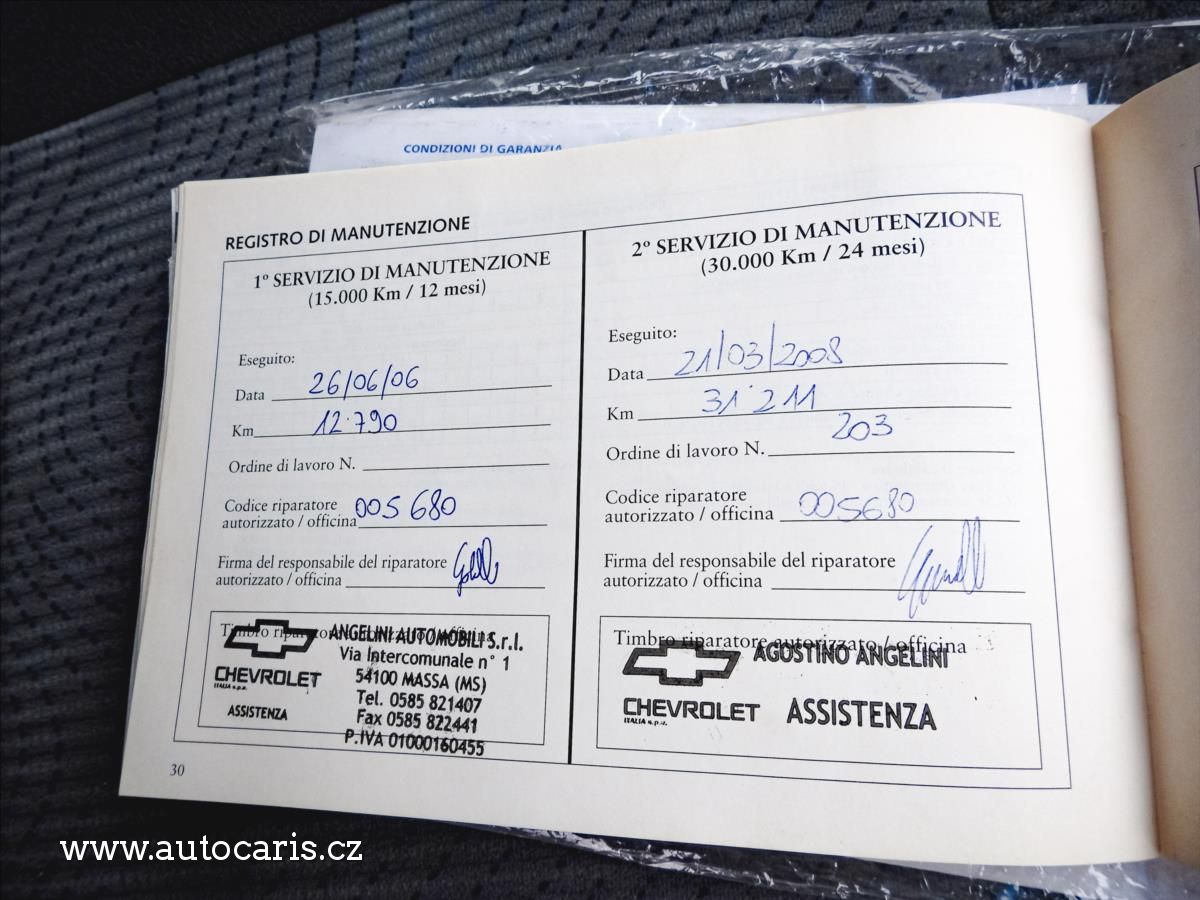 CONDIZIONI DI GARANZIA
REGISTRO DI MANUTENZIONE
1º SERVIZIO DI MANUTENZIONE
(15.000 Km / 12 mesi)
Eseguito:
Data 26/06/06
Km 12.790
Ordine di lavoro N.
Codice riparatore
autorizzato / officina 005680
Firma del responsabile del riparatore
autorizzato / officina
Timbro riparatore autorizzato / officina
CHEVROLET
ITALIA s.p.a.
ASSISTENZA
ANGELINI AUTOMOBILI S.r.l.
Via Intercomunale n° 1
54100 MASSA (MS)
Tel. 0585 821407
Fax 0585 822441
P.IVA 01000160455
30
2º SERVIZIO DI MANUTENZIONE
(30.000 Km / 24 mesi)
Eseguito:
Data 21/03/2008
Km 31.211
Ordine di lavoro N. 203
Codice riparatore
autorizzato / officina 005680
Firma del responsabile del riparatore
autorizzato / officina
Timbro riparatore autorizzato / officina
AGOSTINO ANGELINI
CHEVROLET ASSISTENZA
ITALIA s.p.a.
www.autocaris.cz